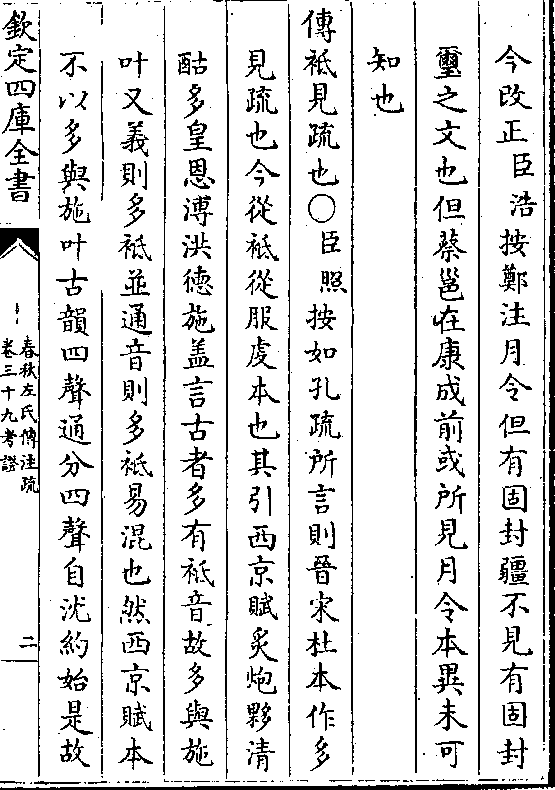 今改正臣浩按鄭注月令但有固封疆不見有固封
璽之文也但蔡邕在康成前或所見月令本異未可
知也
傳祗見疏也○臣照按如孔疏所言則晉宋杜本作多
見疏也今從祗從服虔本也其引西京賦炙炮夥清
酤多皇恩溥洪德施盖言古者多有祗音故多與施
叶又義則多祗並通音則多祗易混也然西京賦本
不以多與施叶古韻四聲通分四聲自沈約始是故
欽定四庫全書
春秋左氏傳注疏
卷三十九考證
二